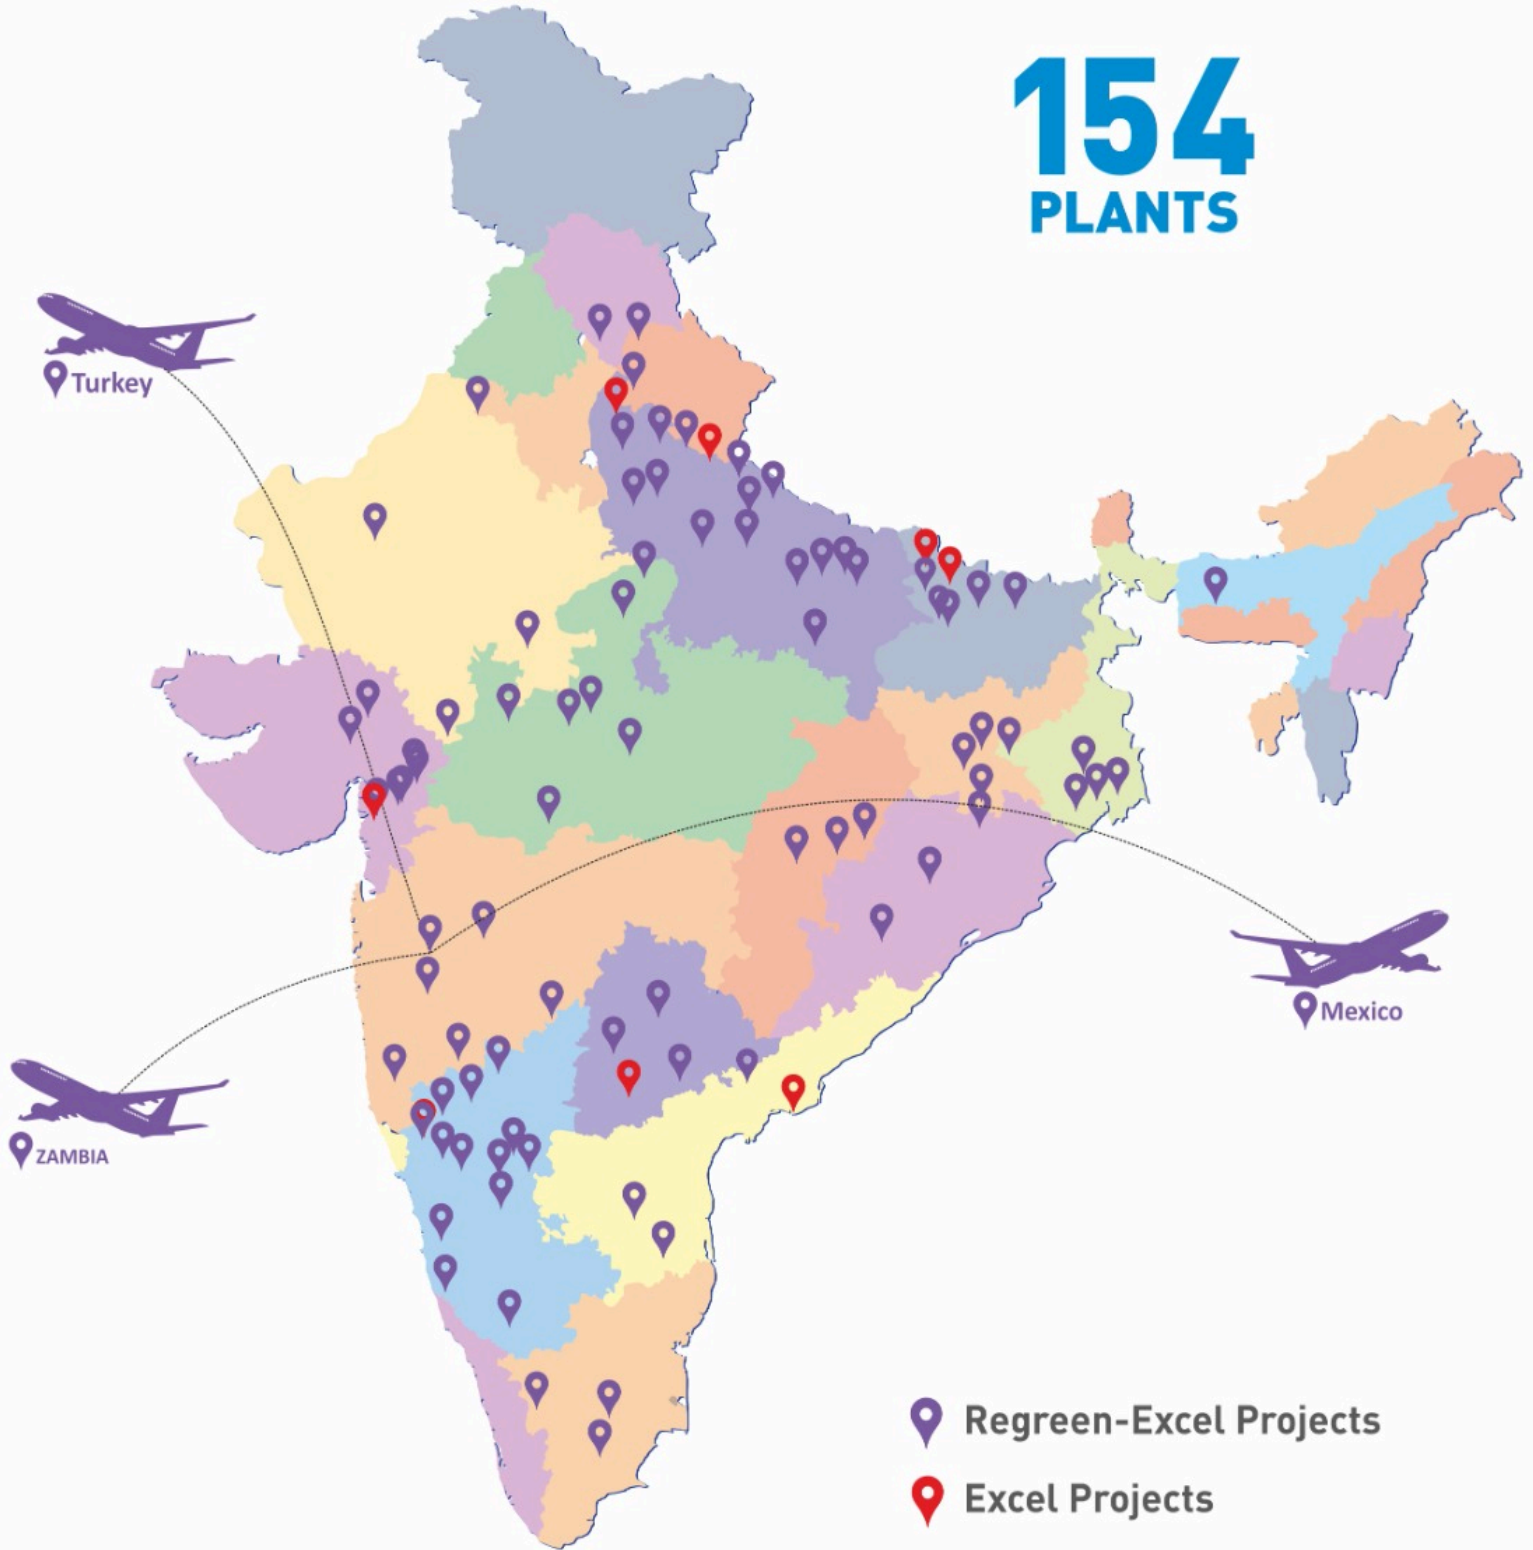 154
PLANTS
Turkey
Mexico
ZAMBIA
Regreen-Excel Projects
Excel Projects